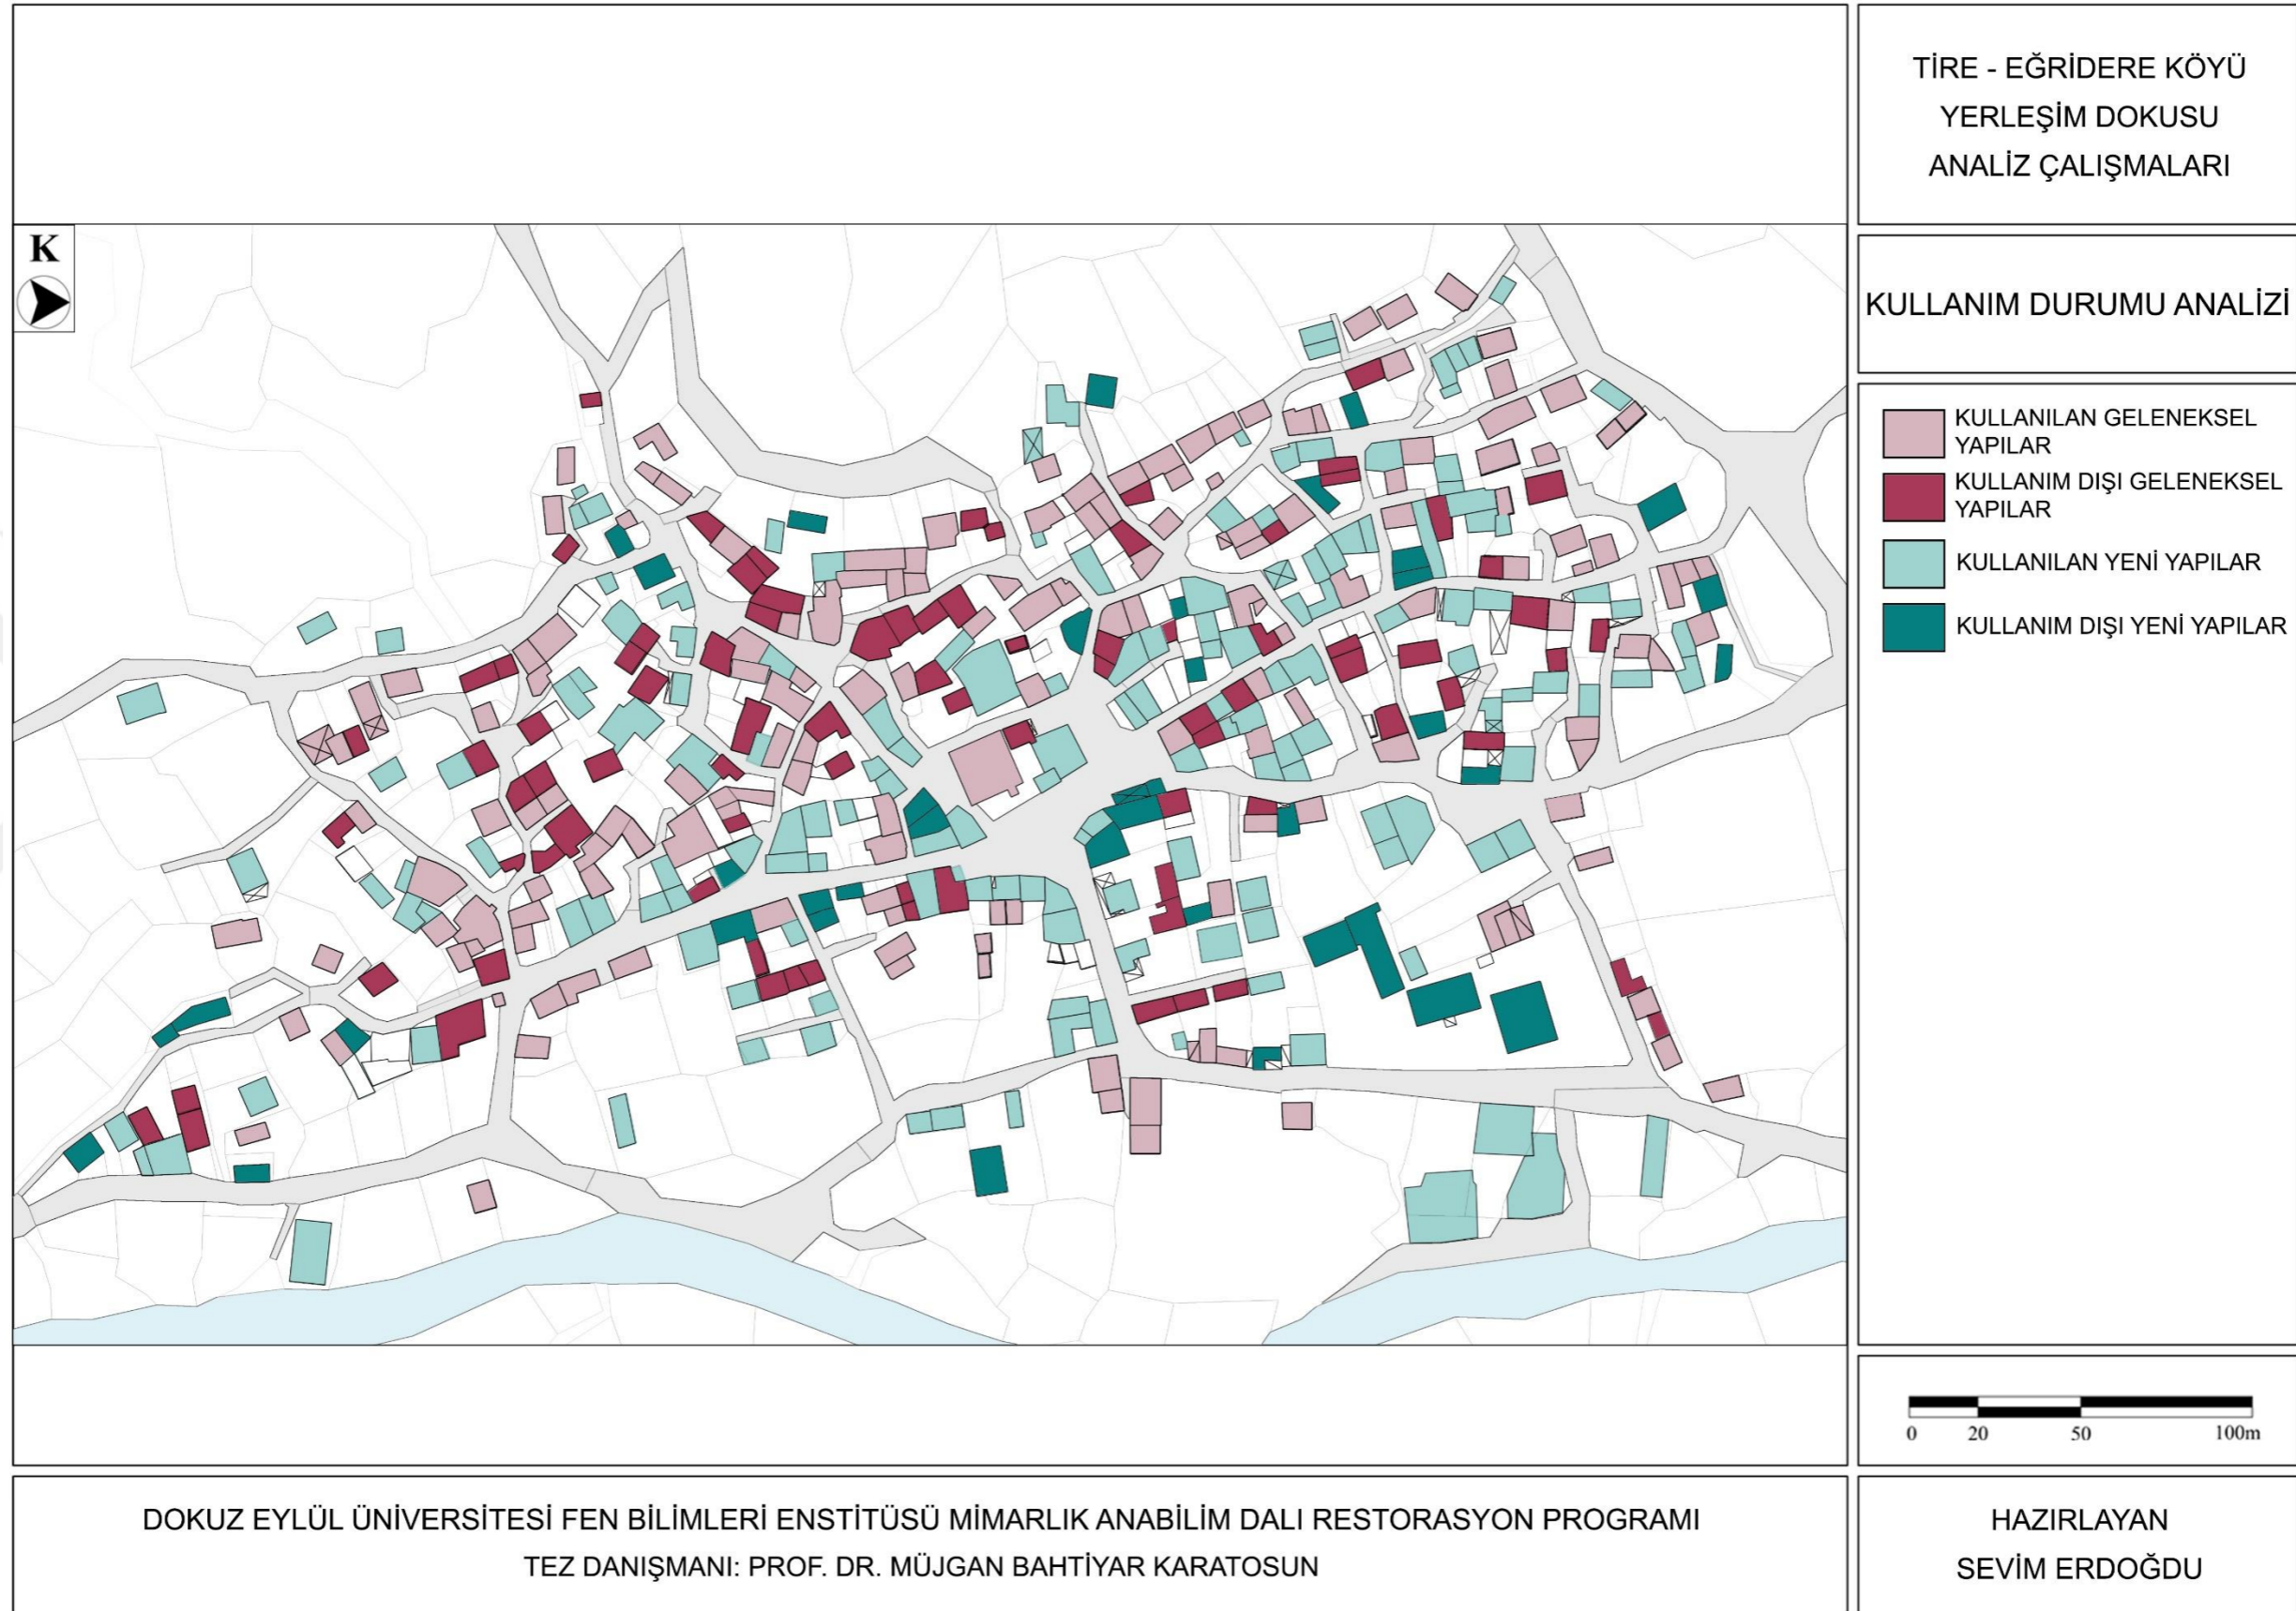 TİRE - EĞRİDERE KÖYÜ
YERLEŞİM DOKUSU
ANALİZ ÇALIŞMALARI
K
KULLANIM DURUMU ANALİZİ
KULLANILAN GELENEKSEL
YAPILAR
KULLANIM DIŞI GELENEKSEL
YAPILAR
KULLANILAN YENİ YAPILAR
KULLANIM DIŞI YENİ YAPILAR
0 20 50 100m
DOKUZ EYLÜL ÜNİVERSİTESİ FEN BİLİMLERİ ENSTİTÜSÜ MİMARLIK ANABİLİM DALI RESTORASYON PROGRAMI
TEZ DANIŞMANI: PROF. DR. MÜJGAN BAHTİYAR KARATOSUN
HAZIRLAYAN
SEVİM ERDOĞDU